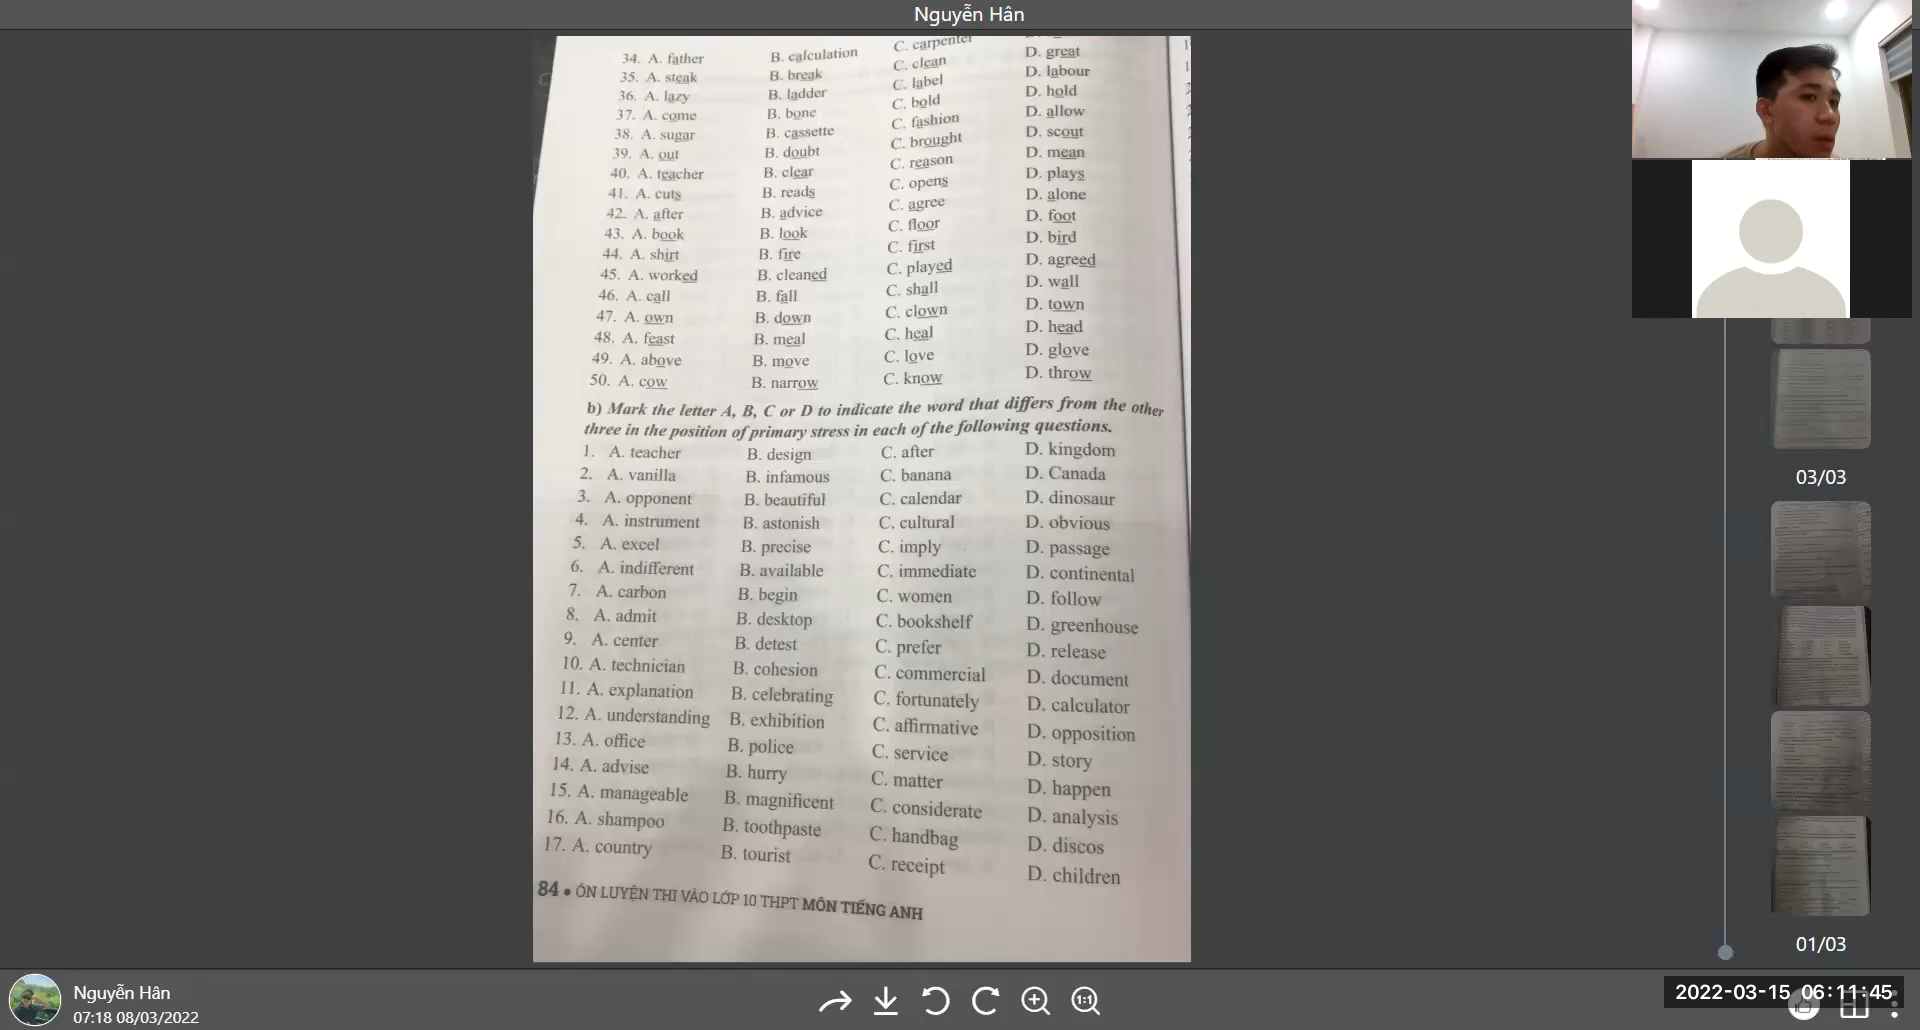 Nguyễn Hân
C. carpenter
34. A. father B. calculation C. clean D. great
35. A. steak B. break C. label D. labour
36. A. lazy B. ladder C. bold D. hold
37. A. come B. bone C. fashion D. allow
38. A. sugar B. cassette C. brought D. scout
39. A. out B. doubt C. reason D. mean
40. A. teacher B. clear C. opens D. plays
41. A. cuts B. reads C. agree D. alone
42. A. after B. advice C. floor D. foot
43. A. book B. look C. first D. bird
44. A. shirt B. fire C. played D. agreed
45. A. worked B. cleaned C. shall D. wall
46. A. call B. fall C. clown D. town
47. A. own B. down C. heal D. head
48. A. feast B. meal C. love D. glove
49. A. above B. move C. know D. throw
50. A. cow B. narrow
b) Mark the letter A, B, C or D to indicate the word that differs from the other
three in the position of primary stress in each of the following questions.
1. A. teacher B. design C. after D. kingdom
2. A. vanilla B. infamous C. banana D. Canada
3. A. opponent B. beautiful C. calendar D. dinosaur
4. A. instrument B. astonish C. cultural D. obvious
5. A. excel B. precise C. imply D. passage
6. A. indifferent B. available C. immediate D. continental
7. A. carbon B. begin C. women D. follow
8. A. admit B. desktop C. bookshelf D. greenhouse
9. A. center B. detest C. prefer D. release
10. A. technician B. cohesion C. commercial D. document
11. A. explanation B. celebrating C. fortunately D. calculator
12. A. understanding B. exhibition C. affirmative D. opposition
13. A. office B. police C. service D. story
14. A. advise B. hurry C. matter D. happen
15. A. manageable B. magnificent C. considerate D. analysis
16. A. shampoo B. toothpaste C. handbag D. discos
17. A. country B. tourist C. receipt D. children
84 • ÔN LUYỆN THI VÀO LỚP 10 THPT MÔN TIẾNG ANH
03/03
01/03
Nguyễn Hân
07:18 08/03/2022
1:1
2022-03-15 06:11:45